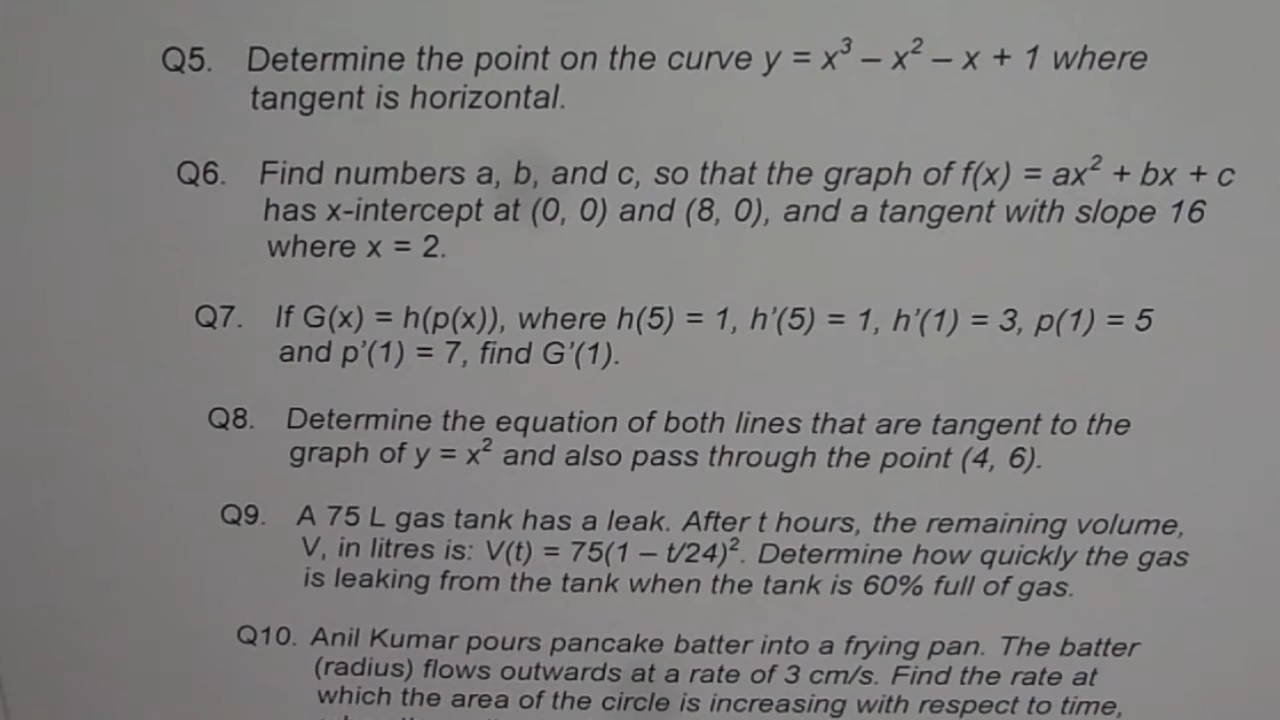 Q5. Determine the point on the curve y = x³ – x² – x + 1 where
tangent is horizontal.
Q6. Find numbers a, b, and c, so that the graph of f(x) = ax² + bx + c
has x-intercept at (0, 0) and (8, 0), and a tangent with slope 16
where x = 2.
Q7. If G(x) = h(p(x)), where h(5) = 1, h'(5) = 1, h'(1) = 3, p(1) = 5
and p'(1) = 7, find G'(1).
Q8. Determine the equation of both lines that are tangent to the
graph of y = x² and also pass through the point (4, 6).
Q9. A 75 L gas tank has a leak. After t hours, the remaining volume,
V, in litres is: V(t) = 75(1 – t/24)². Determine how quickly the gas
is leaking from the tank when the tank is 60% full of gas.
Q10. Anil Kumar pours pancake batter into a frying pan. The batter
(radius) flows outwards at a rate of 3 cm/s. Find the rate at
which the area of the circle is increasing with respect to time,